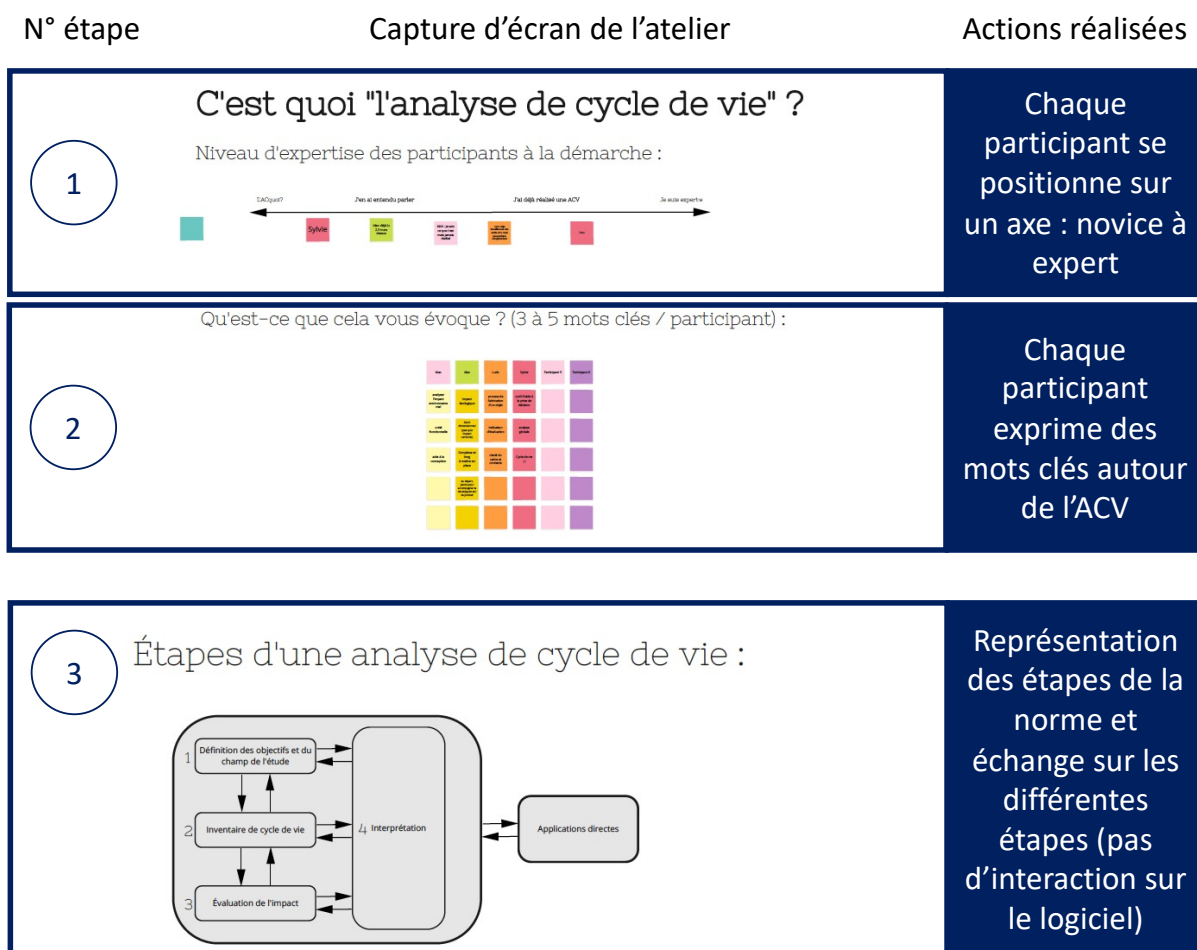 N° étape
Capture d'écran de l'atelier
Actions réalisées
1
C'est quoi "l'analyse de cycle de vie" ?
Niveau d'expertise des participants à la démarche :
L'ACquoi?
J'en ai entendu parler
J'ai déjà réalisé une ACV
Je suis expert·e
Sylvie
Chaque
participant se
positionne sur
un axe : novice à
expert
2
Qu'est-ce que cela vous évoque ? (3 à 5 mots clés / participant) :
Chaque
participant
exprime des
mots clés autour
de l'ACV
3
Étapes d'une analyse de cycle de vie :
1
Définition des objectifs et du
champ de l'étude
2
Inventaire de cycle de vie
3
Évaluation de l'impact
4 Interprétation
Applications directes
Représentation
des étapes de la
norme et
échange sur les
différentes
étapes (pas
d'interaction sur
le logiciel)